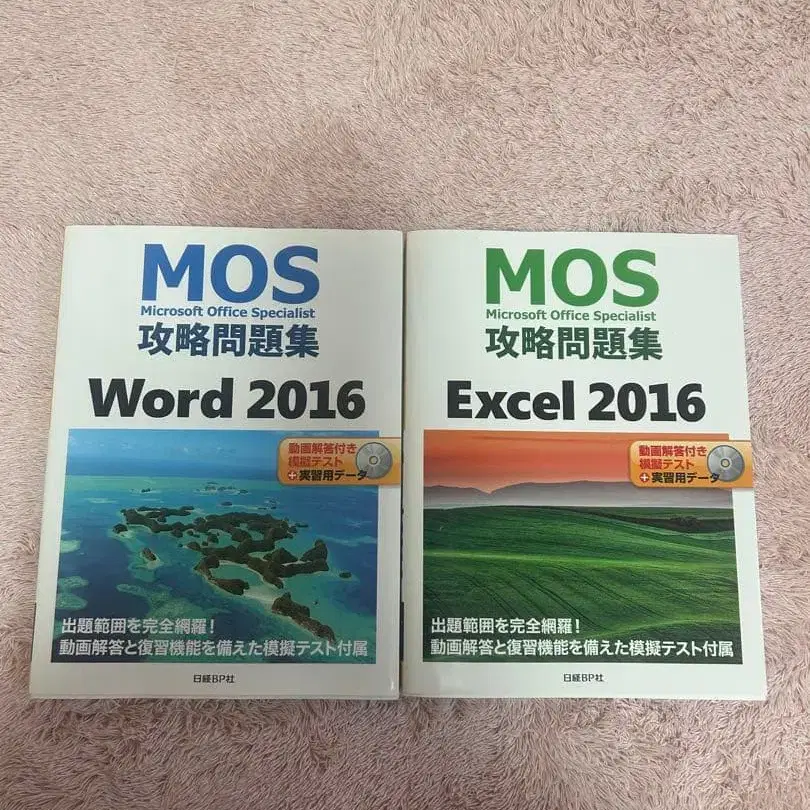 MOS
Microsoft Office Specialist
攻略問題集
Word 2016
動画解答付き
模擬テスト
+実習用データ
出題範囲を完全網羅!
動画解答と復習機能を備えた模擬テスト付属
日経BP社
MOS
Microsoft Office Specialist
攻略問題集
Excel 2016
動画解答付き
模擬テスト
+実習用データ
出題範囲を完全網羅!
動画解答と復習機能を備えた模擬テスト付属
日経BP社